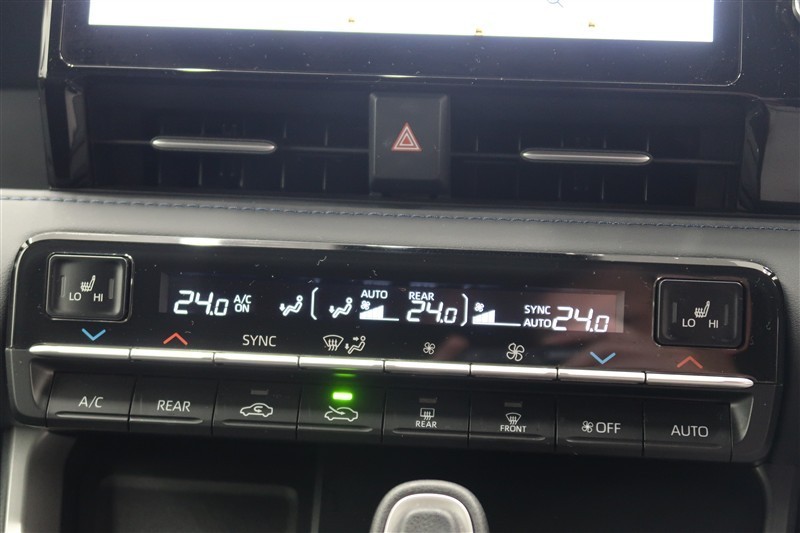 LO HI
24.0 A/C ON
AUTO
REAR 24.0
SYNC AUTO 24.0
LO HI
SYNC
A/C
REAR
REAR
FRONT
OFF
AUTO